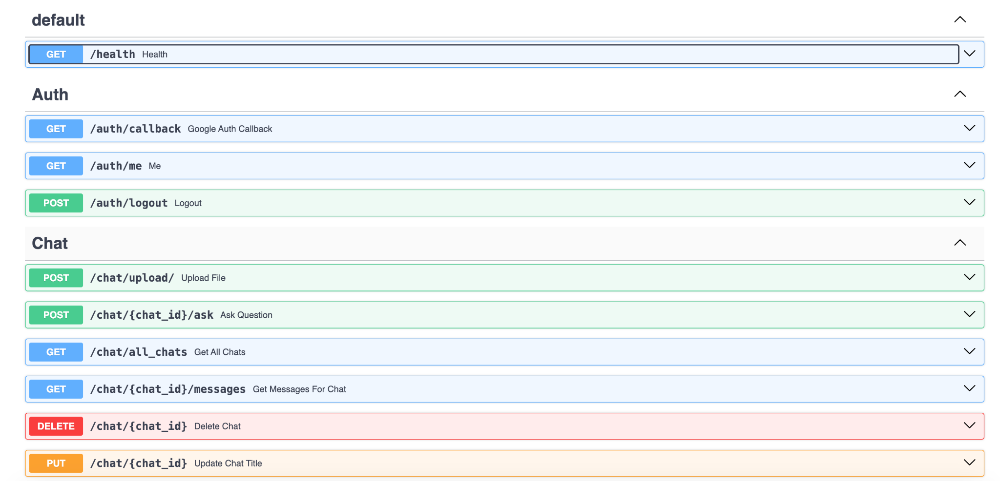 default
GET /health Health
Auth
GET /auth/callback Google Auth Callback
GET /auth/me Me
POST /auth/logout Logout
Chat
POST /chat/upload/ Upload File
POST /chat/{chat_id}/ask Ask Question
GET /chat/all_chats Get All Chats
GET /chat/{chat_id}/messages Get Messages For Chat
DELETE /chat/{chat_id} Delete Chat
PUT /chat/{chat_id} Update Chat Title